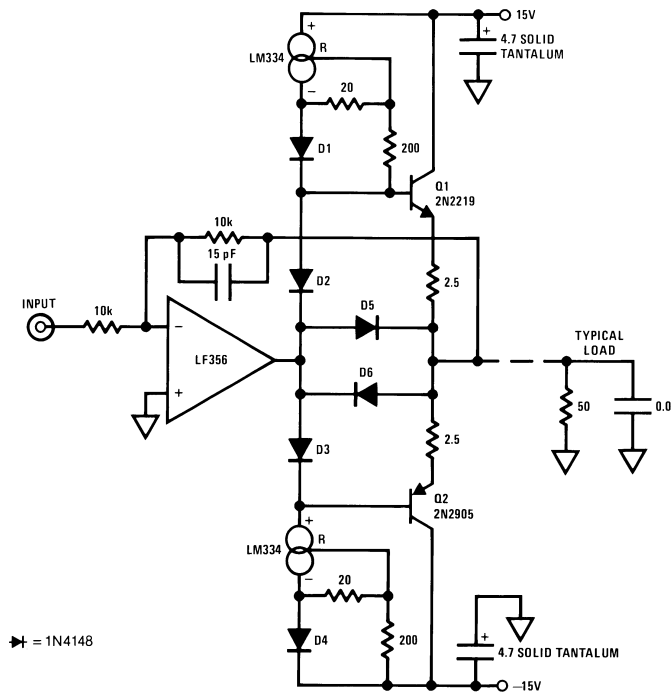 15V
+
4.7 SOLID
TANTALUM
+
LM334
R
−
20
D1
200
Q1
2N2219
10k
15 pF
D2
2.5
INPUT
10k
D5
−
LF356
TYPICAL
LOAD
D6
+
50
0.0
D3
2.5
Q2
2N2905
+
LM334
R
−
20
D4
200
+
4.7 SOLID TANTALUM
= 1N4148
−15V